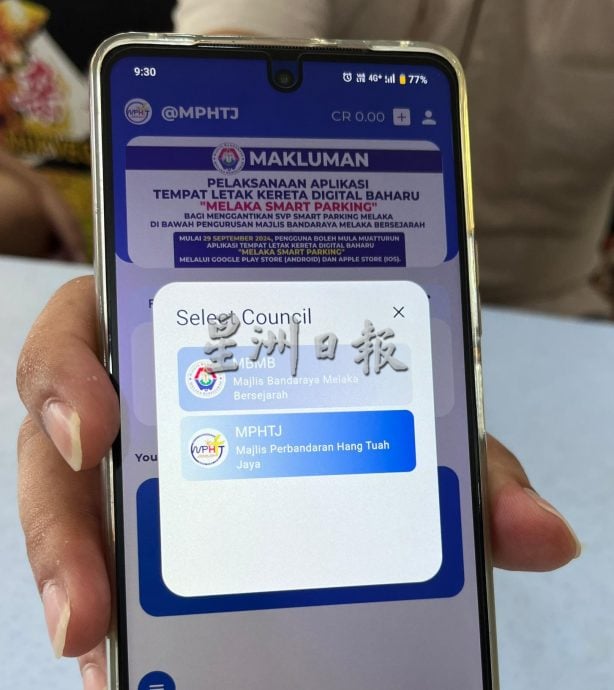 9:30
4G+ 77%
MPHTJ
@MPHTJ
CR 0.00
MAKLUMAN
PELAKSANAAN APLIKASI
TEMPAT LETAK KERETA DIGITAL BAHARU
"MELAKA SMART PARKING"
BAGI MENGGANTIKAN SVP SMART PARKING MELAKA
DI BAWAH PENGURUSAN MAJLIS BANDARAYA MELAKA BERSEJARAH
MULAI 29 SEPTEMBER 2024, PENGGUNA BOLEH MULA MUATTURUN
APLIKASI TEMPAT LETAK KERETA DIGITAL BAHARU
"MELAKA SMART PARKING"
MELALUI GOOGLE PLAY STORE (ANDROID) DAN APPLE STORE (IOS).
Select Council
星洲日報
MBMB
Majlis Bandaraya Melaka
Bersejarah
MPHTJ
MPHTJ
Majlis Perbandaran Hang Tuah
Jaya
You